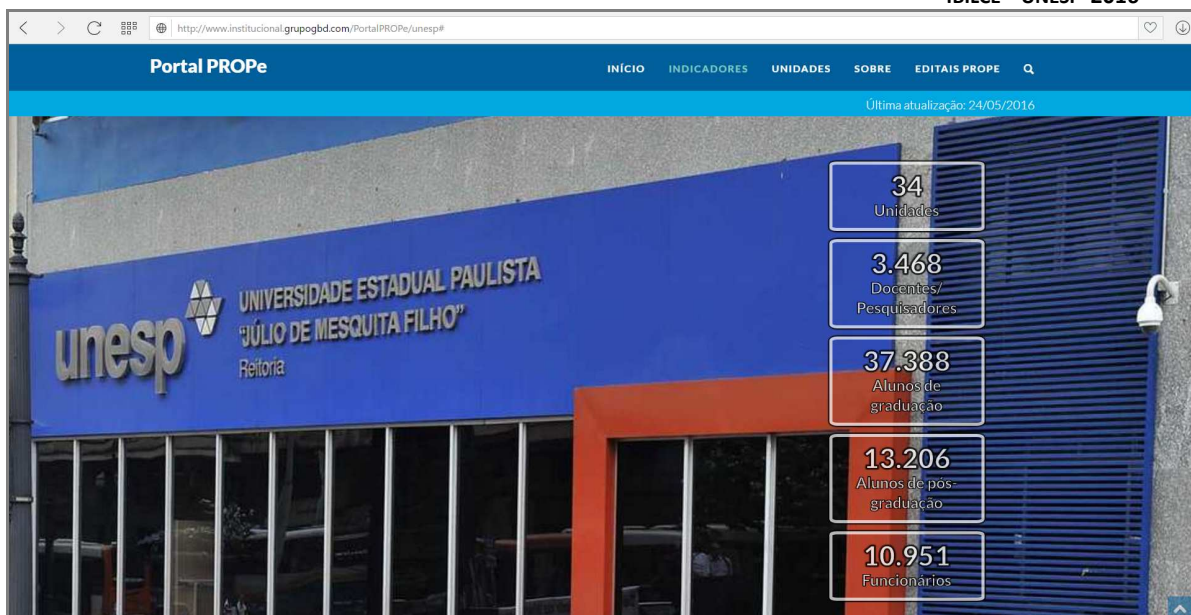 IBILCE - UNESP 2016
http://www.institucional.grupogbd.com/PortalPROPe/unesp#
Portal PROPe
INÍCIO INDICADORES UNIDADES SOBRE EDITAIS PROPE
Última atualização: 24/05/2016
unesp
UNIVERSIDADE ESTADUAL PAULISTA
"JÚLIO DE MESQUITA FILHO"
Reitoria
34
Unidades
3.468
Docentes/
Pesquisadores
37.388
Alunos de
graduação
13.206
Alunos de pós-
graduação
10.951
Funcionários